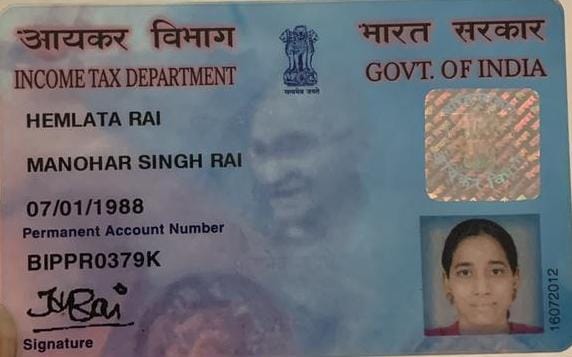 आयकर विभाग
INCOME TAX DEPARTMENT
सत्यमेव जयते
भारत सरकार
GOVT. OF INDIA
HEMLATA RAI
MANOHAR SINGH RAI
07/01/1988
Permanent Account Number
BIPPR0379K
Signature
16072012